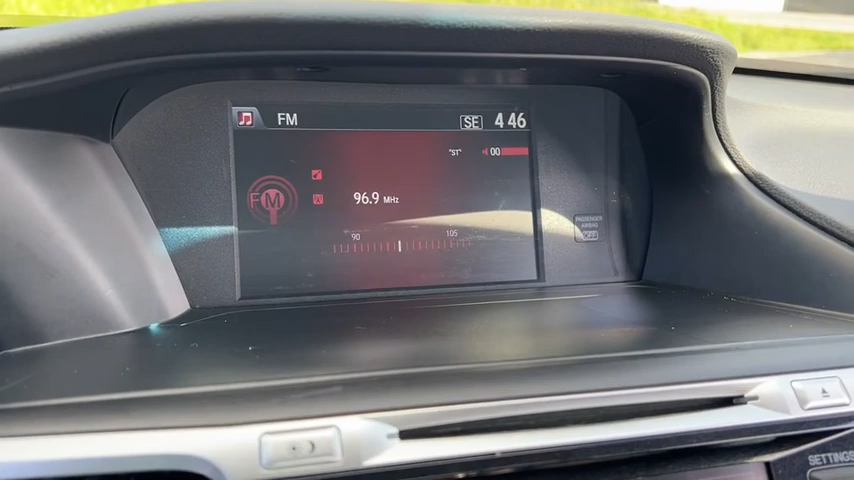 FM
SE 4 46
"ST" 00
FM
96.9 MHz
90 105
PASSENGER
AIRBAG
OFF
SETTINGS